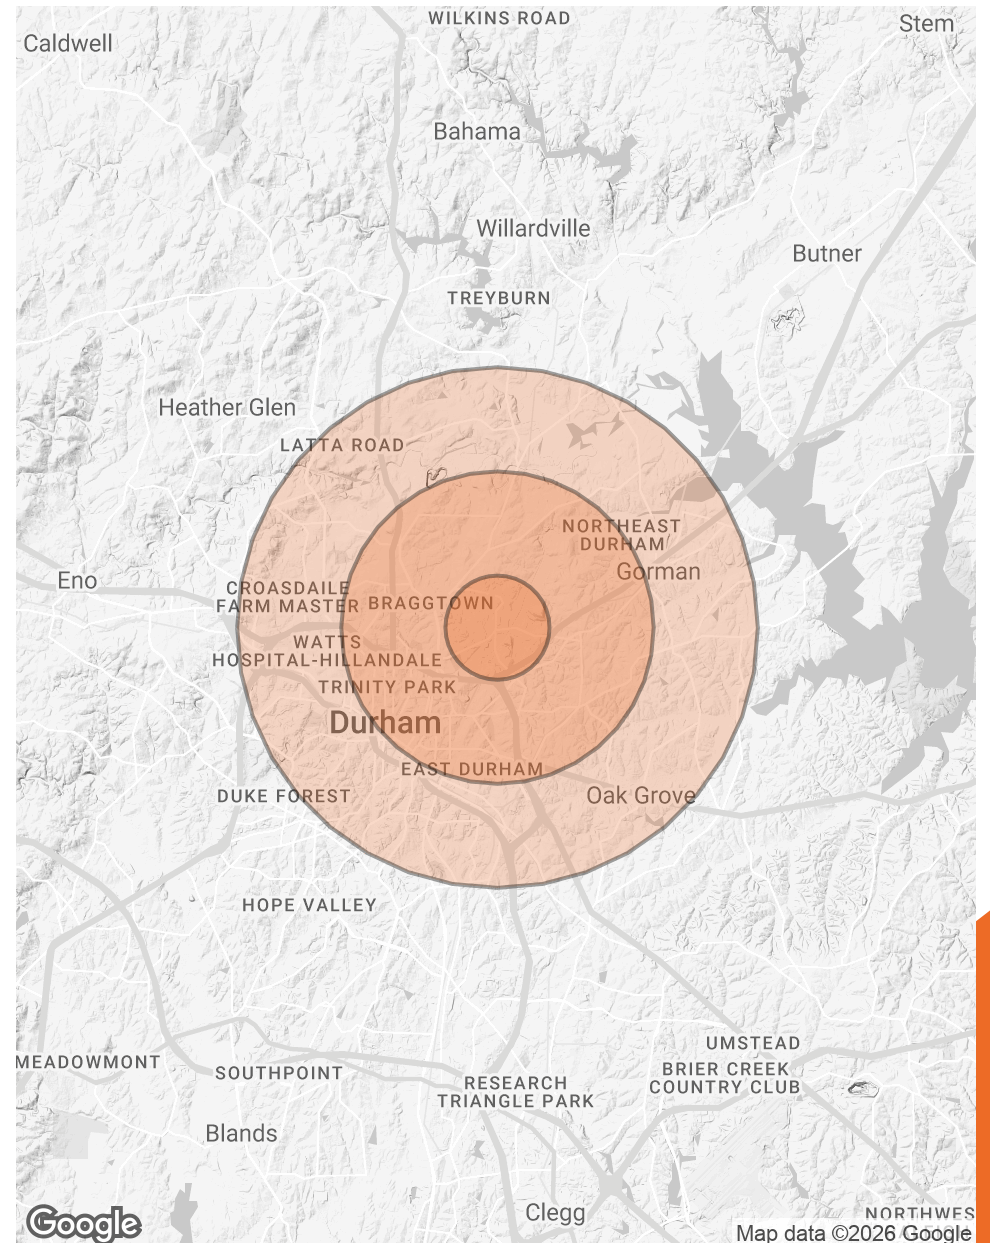 WILKINS ROAD
Stem
Caldwell
Bahama
Willardville
Butner
TREYBURN
Heather Glen
LATTA ROAD
NORTHEAST
DURHAM
Gorman
Eno
CROASDAILE
FARM MASTER
BRAGGTOWN
WATTS
HOSPITAL-HILLANDALE
TRINITY PARK
Durham
EAST DURHAM
DUKE FOREST
Oak Grove
HOPE VALLEY
UMSTEAD
MEADOWMONT
SOUTHPOINT
BRIER CREEK
COUNTRY CLUB
RESEARCH
TRIANGLE PARK
Blands
Clegg
NORTHWES
Google
Map data ©2026 Google